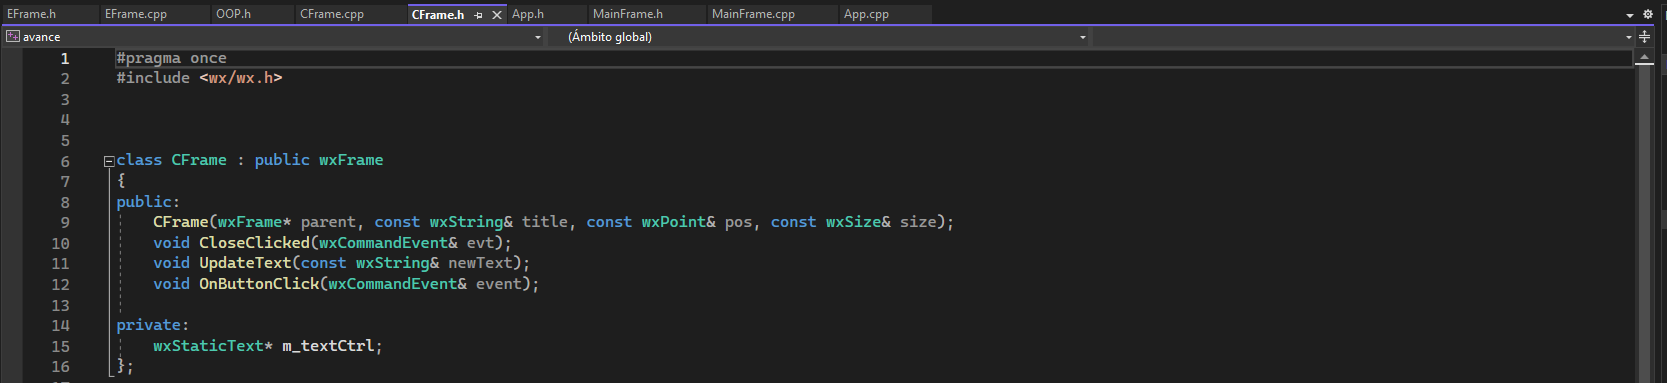 EFrame.h EFrame.cpp OOP.h CFrame.cpp CFrame.h App.h MainFrame.h MainFrame.cpp App.cpp
avance (Ámbito global)
1 #pragma once
2 #include <wx/wx.h>
3
4
5
6 class CFrame : public wxFrame
7 {
8 public:
9 CFrame(wxFrame* parent, const wxString& title, const wxPoint& pos, const wxSize& size);
10 void CloseClicked(wxCommandEvent& evt);
11 void UpdateText(const wxString& newText);
12 void OnButtonClick(wxCommandEvent& event);
13
14 private:
15 wxStaticText* m_textCtrl;
16 };